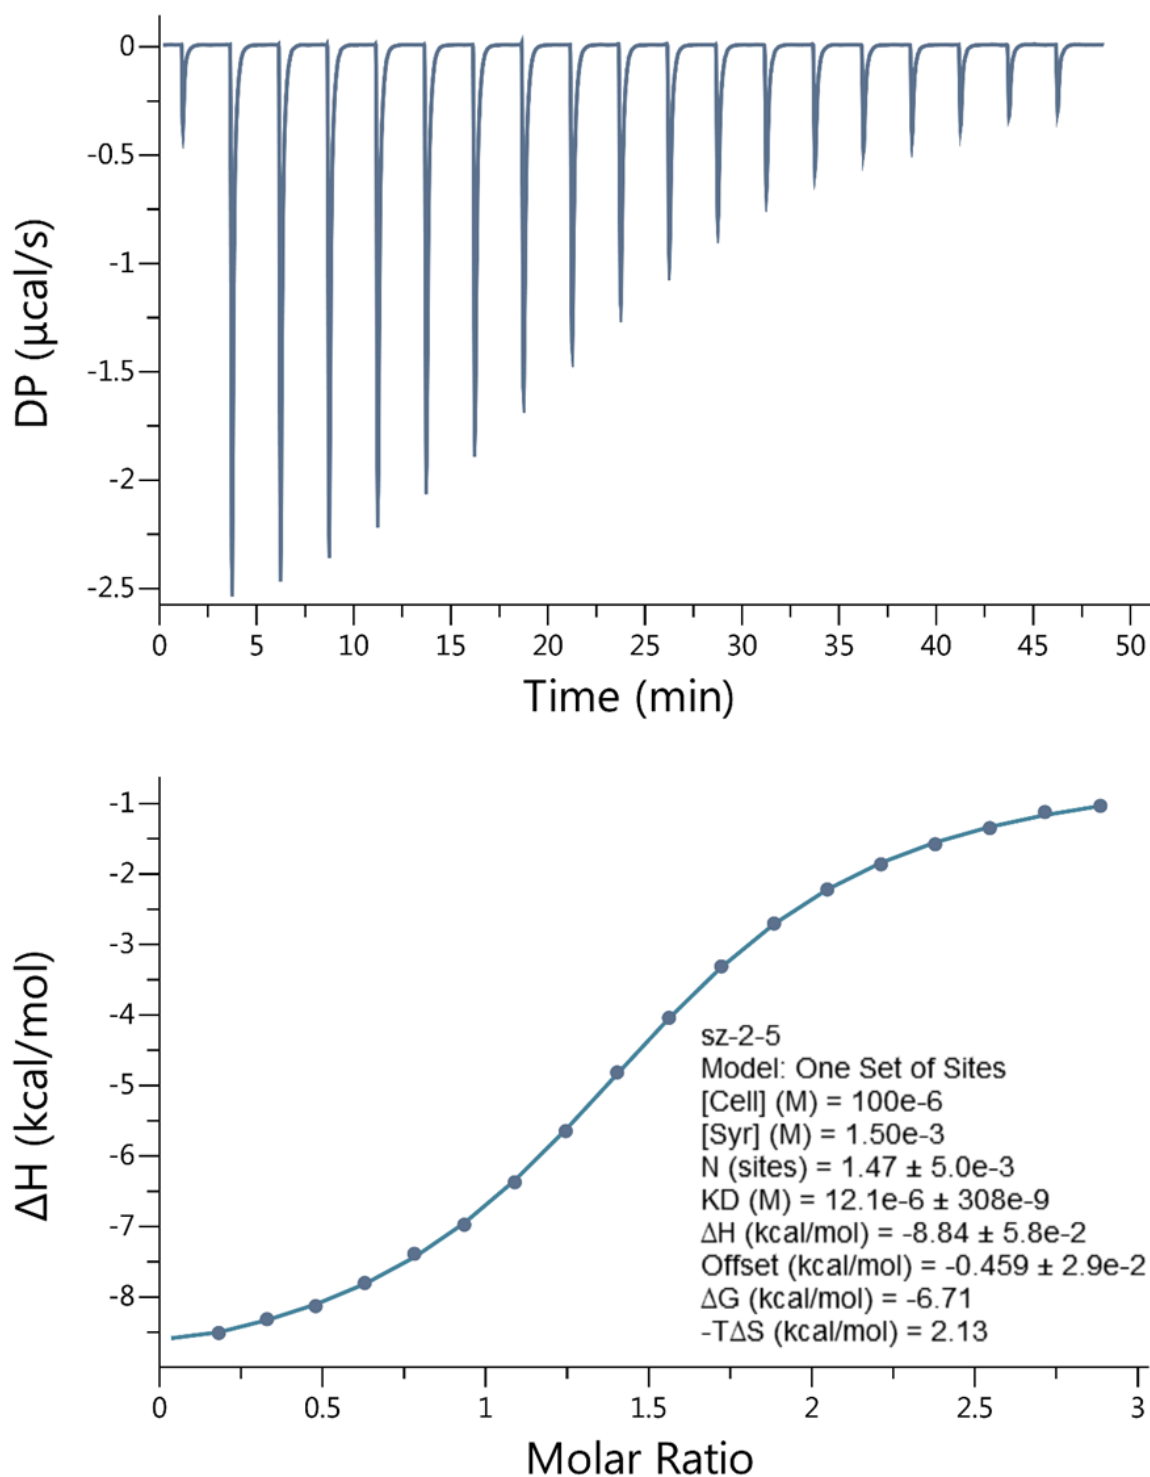 DP (µcal/s)
0
-0.5
-1
-1.5
-2
-2.5
0 5 10 15 20 25 30 35 40 45 50
Time (min)
ΔH (kcal/mol)
-1
-2
-3
-4
-5
-6
-7
-8
sz-2-5
Model: One Set of Sites
[Cell] (M) = 100e-6
[Syr] (M) = 1.50e-3
N (sites) = 1.47 ± 5.0e-3
KD (M) = 12.1e-6 ± 308e-9
ΔH (kcal/mol) = -8.84 ± 5.8e-2
Offset (kcal/mol) = -0.459 ± 2.9e-2
ΔG (kcal/mol) = -6.71
-TΔS (kcal/mol) = 2.13
0 0.5 1 1.5 2 2.5 3
Molar Ratio